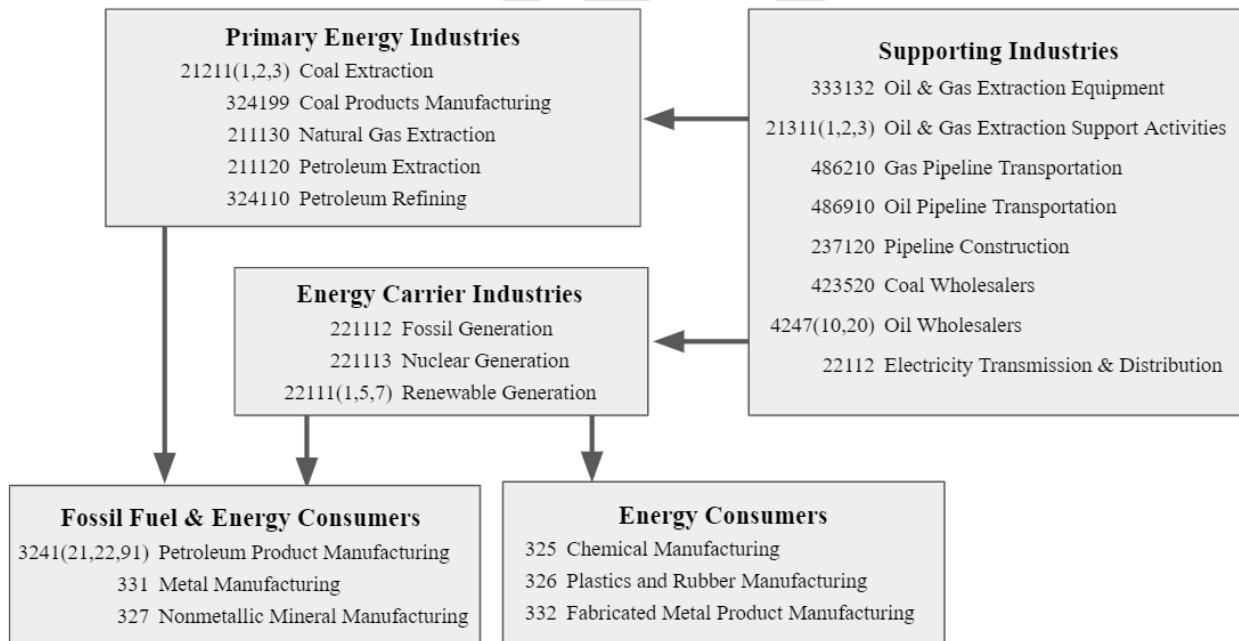 Primary Energy Industries
21211(1,2,3) Coal Extraction
324199 Coal Products Manufacturing
211130 Natural Gas Extraction
211120 Petroleum Extraction
324110 Petroleum Refining
Supporting Industries
333132 Oil & Gas Extraction Equipment
21311(1,2,3) Oil & Gas Extraction Support Activities
486210 Gas Pipeline Transportation
486910 Oil Pipeline Transportation
237120 Pipeline Construction
423520 Coal Wholesalers
4247(10,20) Oil Wholesalers
22112 Electricity Transmission & Distribution
Energy Carrier Industries
221112 Fossil Generation
221113 Nuclear Generation
22111(1,5,7) Renewable Generation
Fossil Fuel & Energy Consumers
3241(21,22,91) Petroleum Product Manufacturing
331 Metal Manufacturing
327 Nonmetallic Mineral Manufacturing
Energy Consumers
325 Chemical Manufacturing
326 Plastics and Rubber Manufacturing
332 Fabricated Metal Product Manufacturing